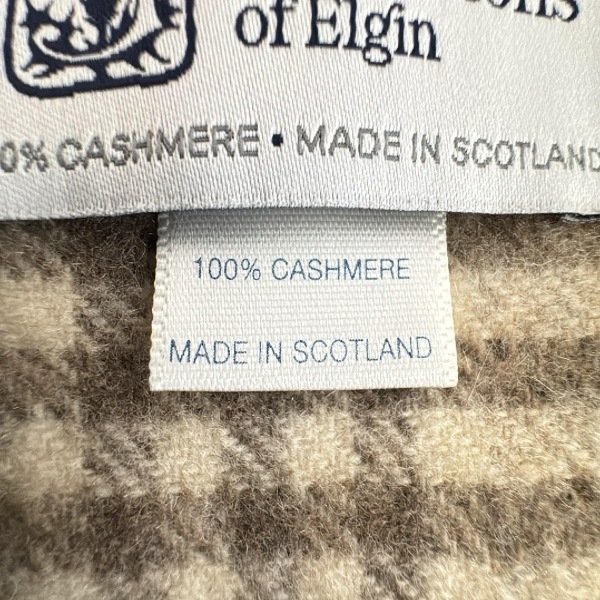 of Elgin
0% CASHMERE • MADE IN SCOTLAND
100% CASHMERE
MADE IN SCOTLAND